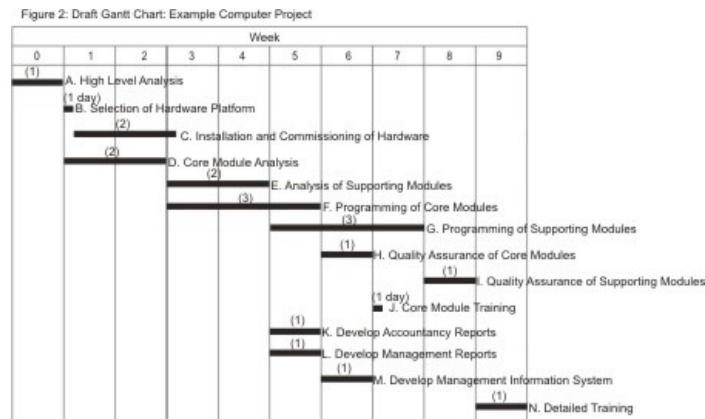 Figure 2: Draft Gantt Chart: Example Computer Project
Week
0 1 2 3 4 5 6 7 8 9
(1)
A. High Level Analysis
(1 day)
B. Selection of Hardware Platform
(2)
C. Installation and Commissioning of Hardware
(2)
D. Core Module Analysis
(2)
E. Analysis of Supporting Modules
(3)
F. Programming of Core Modules
(3)
G. Programming of Supporting Modules
(1)
H. Quality Assurance of Core Modules
(1)
I. Quality Assurance of Supporting Modules
(1 day)
J. Core Module Training
(1)
K. Develop Accountancy Reports
(1)
L. Develop Management Reports
(1)
M. Develop Management Information System
(1)
N. Detailed Training